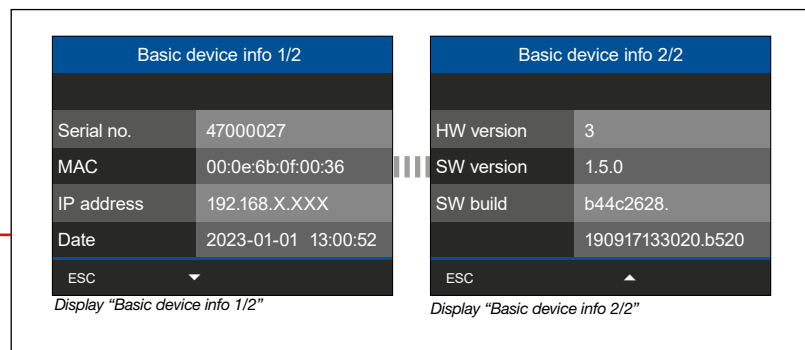 Basic device info 1/2
Serial no. 47000027
MAC 00:0e:6b:0f:00:36
IP address 192.168.X.XXX
Date 2023-01-01 13:00:52
ESC
Display “Basic device info 1/2”
Basic device info 2/2
HW version 3
SW version 1.5.0
SW build b44c2628.
190917133020.b520
ESC
Display “Basic device info 2/2”